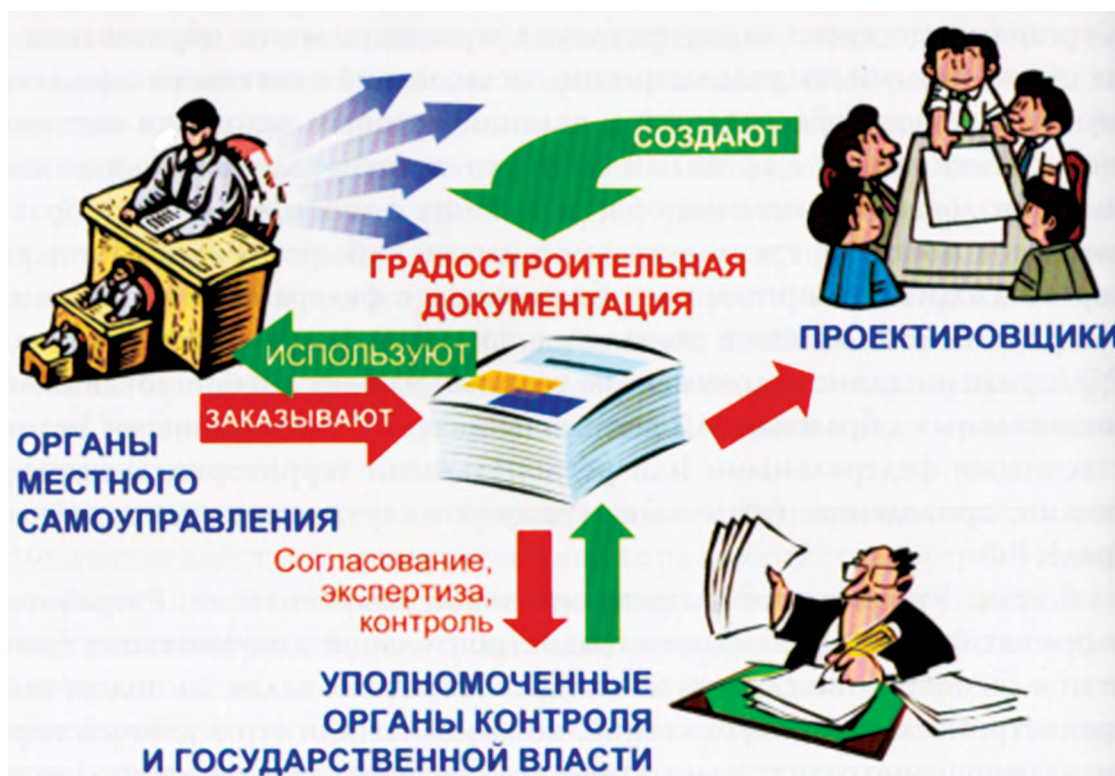 СОЗДАЮТ
ГРАДОСТРОИТЕЛЬНАЯ
ДОКУМЕНТАЦИЯ
ПРОЕКТИРОВЩИКИ
ИСПОЛЬЗУЮТ
ЗАКАЗЫВАЮТ
ОРГАНЫ
МЕСТНОГО
САМОУПРАВЛЕНИЯ
Согласование,
экспертиза,
контроль
УПОЛНОМОЧЕННЫЕ
ОРГАНЫ КОНТРОЛЯ
И ГОСУДАРСТВЕННОЙ ВЛАСТИ